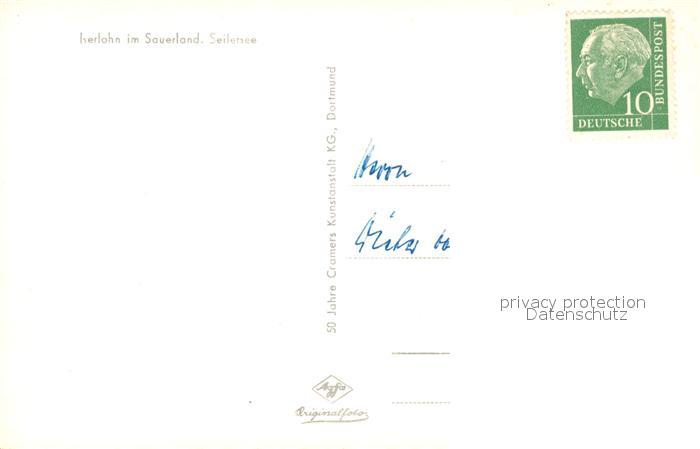 Iserlohn im Sauerland. Seilersee
50 Jahre Cramers Kunstanstalt KG., Dortmund
10
DEUTSCHE
BUNDESPOST
Herrn
privacy protection
Datenschutz
Agfa
Originalfoto